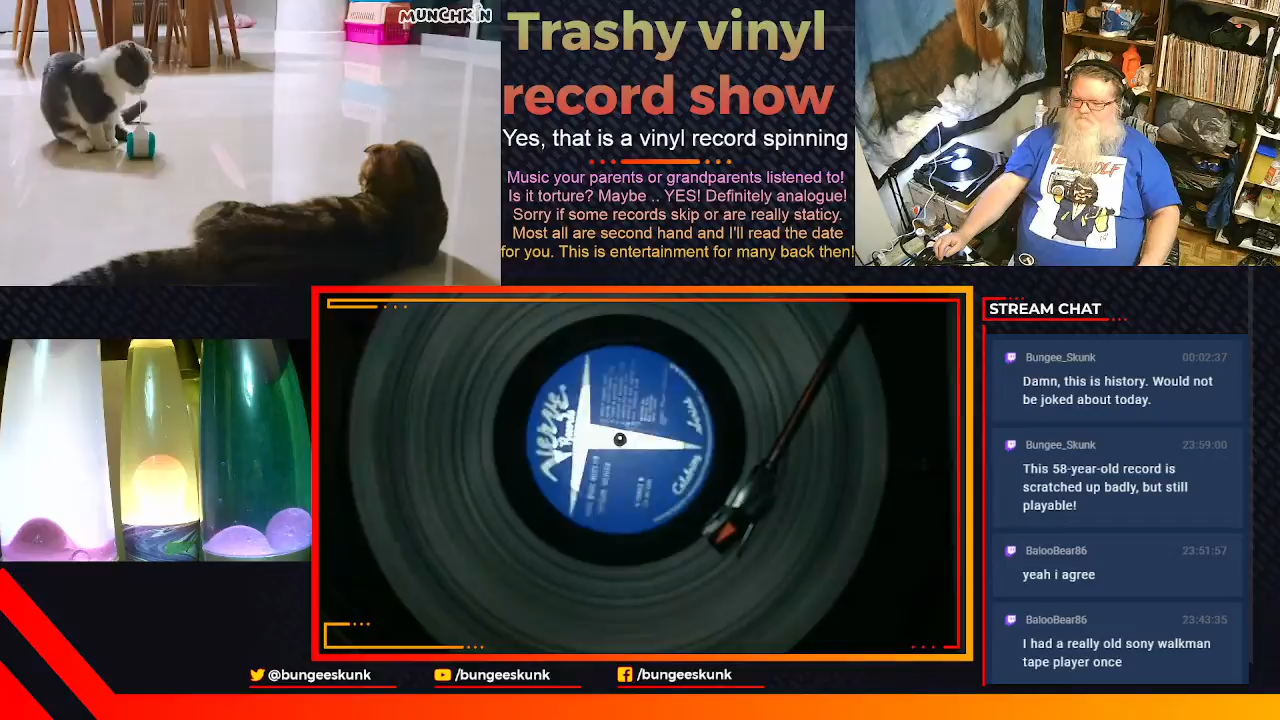 MUNCHKIN
Trashy vinyl
record show
Yes, that is a vinyl record spinning
Music your parents or grandparents listened to!
Is it torture? Maybe .. YES! Definitely analogue!
Sorry if some records skip or are really staticy.
Most all are second hand and I'll read the date
for you. This is entertainment for many back then!
STREAM CHAT
Bungee_Skunk 00:02:37
Damn, this is history. Would not
be joked about today.
Bungee_Skunk 23:59:00
This 58-year-old record is
scratched up badly, but still
playable!
BalooBear86 23:51:57
yeah i agree
BalooBear86 23:43:35
I had a really old sony walkman
tape player once
Verve
@bungeeskunk
/bungeeskunk
/bungeeskunk